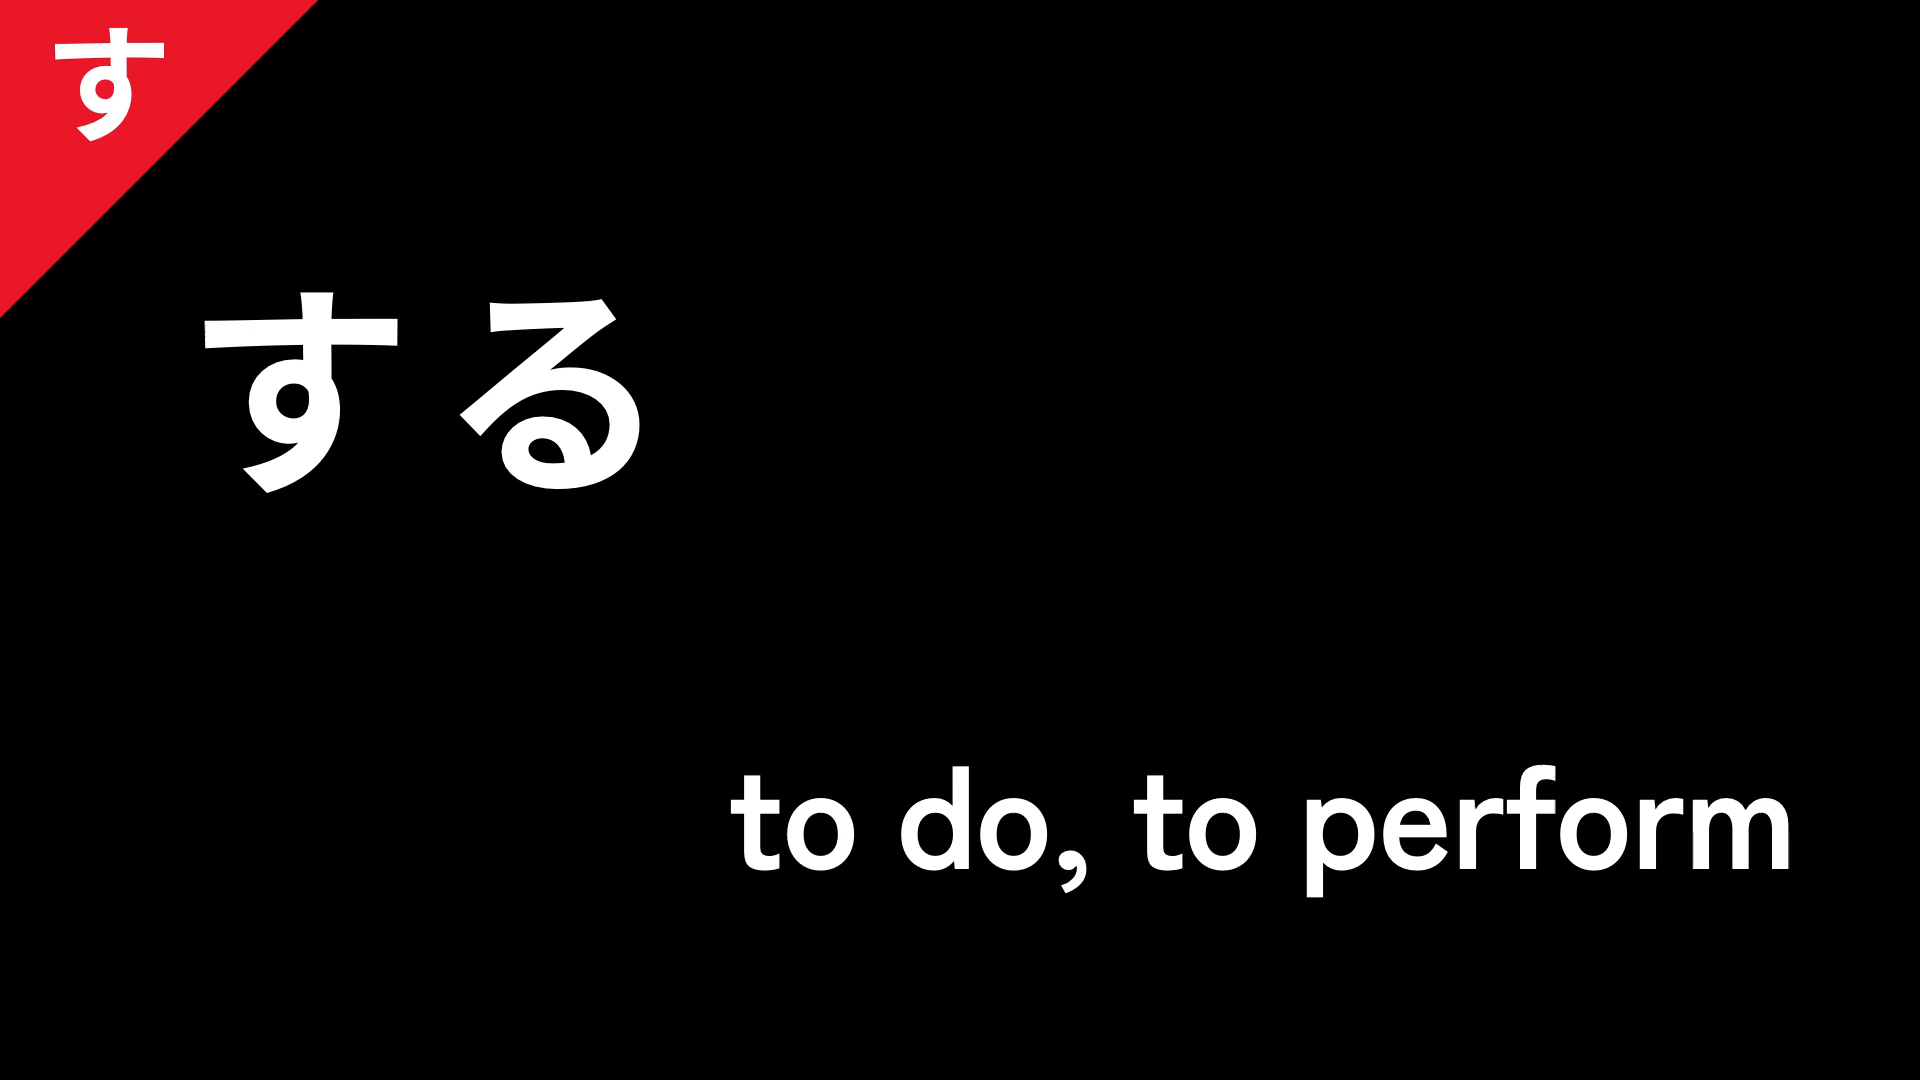 す
する
to do, to perform